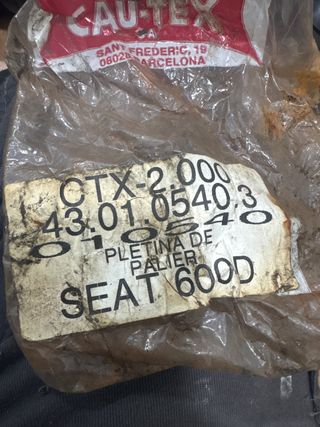 CAU-TEX
SANT FREDERIC, 19
08028 BARCELONA
CTX-2.000
43.01.0540.3
010540
PLETINA DE
PALIER
SEAT 600D